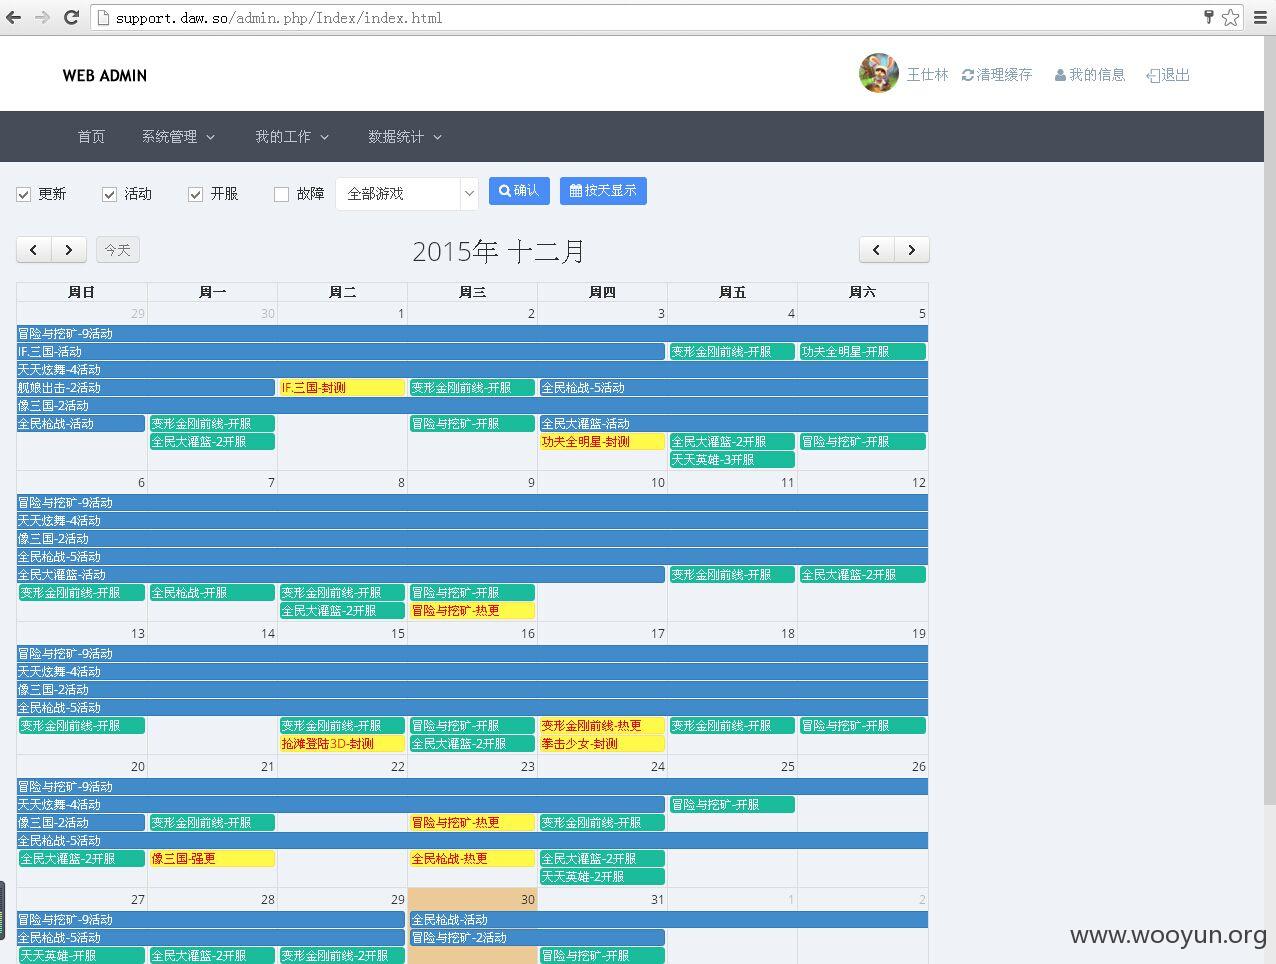 support.daw.so/admin.php/Index/index.html
WEB ADMIN
王仕林 清理缓存 我的信息 退出
首页 系统管理 我的工作 数据统计
更新 活动 开服 故障 全部游戏 确认 按天显示
今天 2015年 十二月
周日 周一 周二 周三 周四 周五 周六
29 30 1 2 3 4 5
冒险与挖矿-9活动
IF.三国-活动 变形金刚前线-开服 功夫全明星-开服
天天炫舞-4活动
舰娘出击-2活动 IF.三国-封测 变形金刚前线-开服 全民枪战-5活动
像三国-2活动
全民枪战-活动 变形金刚前线-开服 冒险与挖矿-开服 全民大灌篮-活动
全民大灌篮-2开服 功夫全明星-封测 全民大灌篮-2开服 冒险与挖矿-开服
天天英雄-3开服
6 7 8 9 10 11 12
冒险与挖矿-9活动
天天炫舞-4活动
像三国-2活动
全民枪战-5活动
全民大灌篮-活动 变形金刚前线-开服 全民大灌篮-2开服
变形金刚前线-开服 全民枪战-开服 变形金刚前线-开服 冒险与挖矿-开服
全民大灌篮-2开服 冒险与挖矿-热更
13 14 15 16 17 18 19
冒险与挖矿-9活动
天天炫舞-4活动
像三国-2活动
全民枪战-5活动
变形金刚前线-开服 变形金刚前线-开服 冒险与挖矿-开服 变形金刚前线-热更 变形金刚前线-开服 冒险与挖矿-开服
抢滩登陆3D-封测 全民大灌篮-2开服 拳击少女-封测
20 21 22 23 24 25 26
冒险与挖矿-9活动
天天炫舞-4活动 冒险与挖矿-开服
像三国-2活动 变形金刚前线-开服 冒险与挖矿-热更 变形金刚前线-开服
全民枪战-5活动
全民大灌篮-2开服 像三国-强更 全民枪战-热更 全民大灌篮-2开服
天天英雄-2开服
27 28 29 30 31 1 2
冒险与挖矿-9活动 全民枪战-活动
全民枪战-5活动 冒险与挖矿-2活动
天天英雄-开服 全民大灌篮-2开服 变形金刚前线-2开服 冒险与挖矿-开服
www.wooyun.org